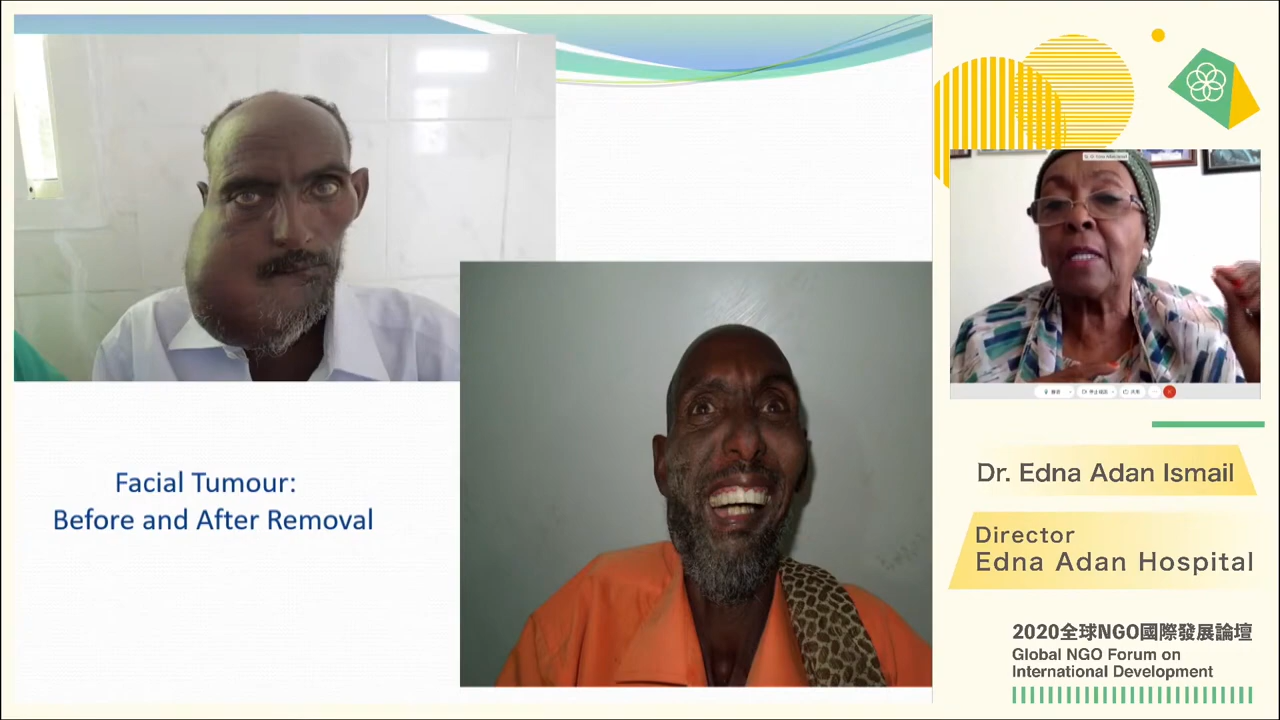 Facial Tumour:
Before and After Removal
Dr. Edna Adan Ismail
Director
Edna Adan Hospital
2020全球NGO國際發展論壇
Global NGO Forum on
International Development